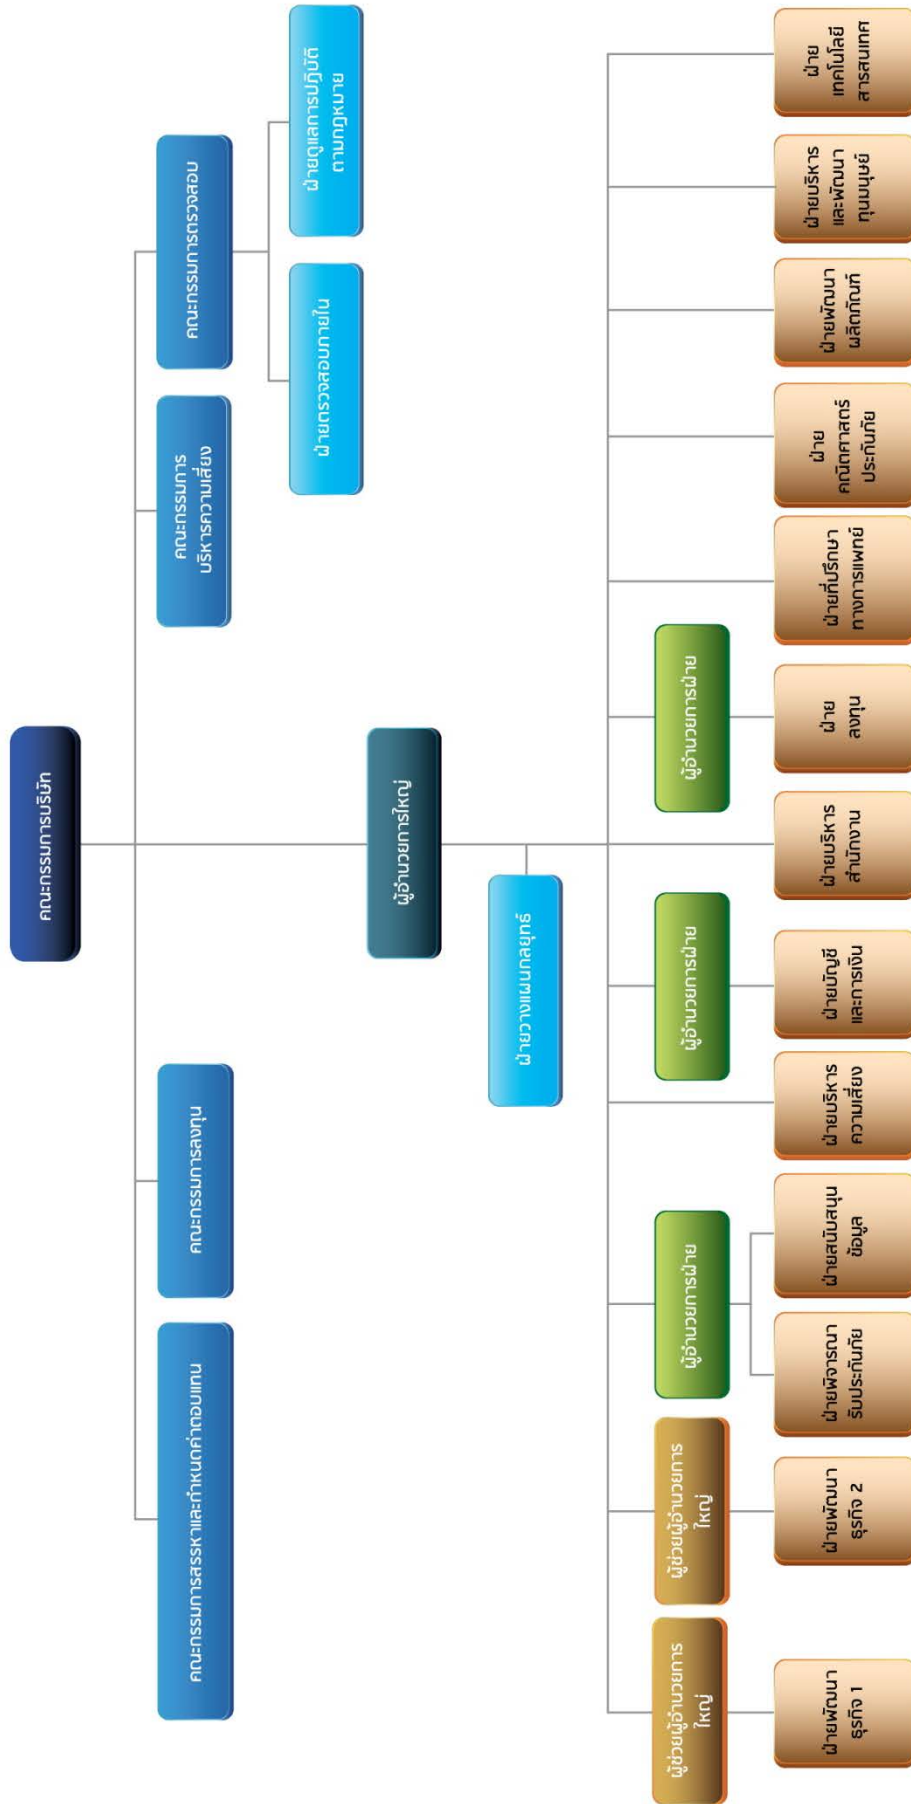 คณะกรรมการบริษัท
คณะกรรมการสรรหาและกำหนดค่าตอบแทน
คณะกรรมการลงทุน
คณะกรรมการ
บริหารความเสี่ยง
คณะกรรมการตรวจสอบ
ฝ่ายตรวจสอบภายใน
ฝ่ายดูแลการปฏิบัติ
ตามกฎหมาย
ผู้อำนวยการใหญ่
ฝ่ายวางแผนกลยุทธ์
ผู้ช่วยผู้อำนวยการ
ใหญ่
ผู้ช่วยผู้อำนวยการ
ใหญ่
ผู้อำนวยการฝ่าย
ผู้อำนวยการฝ่าย
ผู้อำนวยการฝ่าย
ฝ่ายพัฒนา
ธุรกิจ 1
ฝ่ายพัฒนา
ธุรกิจ 2
ฝ่ายพิจารณา
รับประกันภัย
ฝ่ายสนับสนุน
ข้อมูล
ฝ่ายบริหาร
ความเสี่ยง
ฝ่ายบัญชี
และการเงิน
ฝ่ายบริหาร
สำนักงาน
ฝ่าย
ลงทุน
ฝ่ายที่ปรึกษา
ทางการแพทย์
ฝ่าย
คณิตศาสตร์
ประกันภัย
ฝ่ายพัฒนา
ผลิตภัณฑ์
ฝ่ายบริหาร
และพัฒนา
ทุนมนุษย์
ฝ่าย
เทคโนโลยี
สารสนเทศ